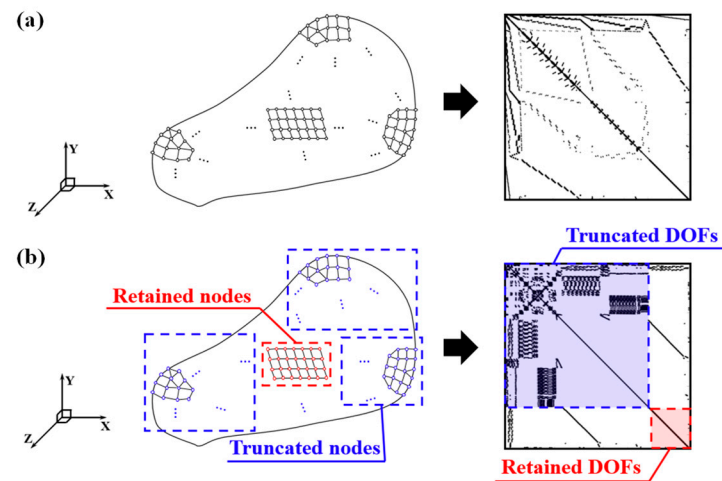 (a)
Y
X
Z
(b)
Truncated DOFs
Retained nodes
Y
X
Z
Truncated nodes
Retained DOFs